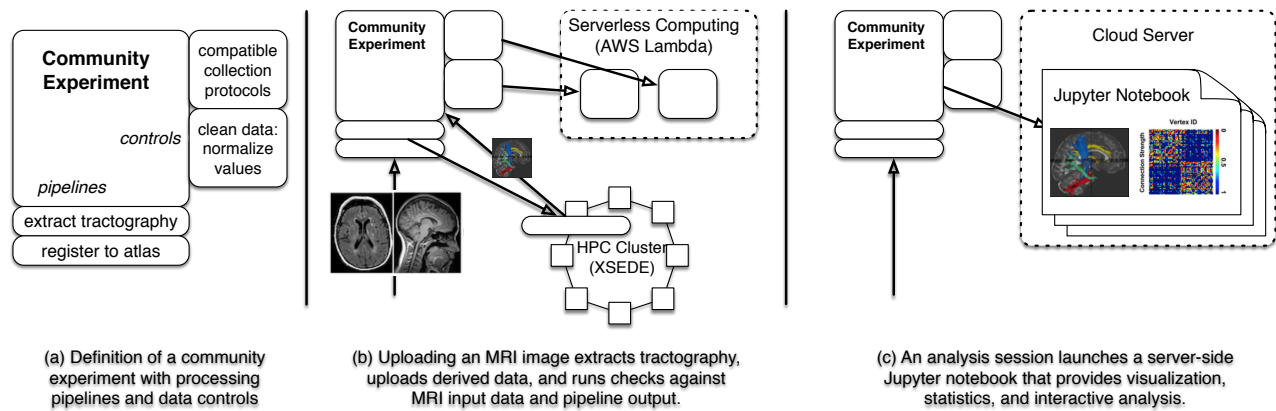 Community
Experiment
controls
pipelines
compatible
collection
protocols
clean data:
normalize
values
extract tractography
register to atlas
(a) Definition of a community
experiment with processing
pipelines and data controls
Community
Experiment
Serverless Computing
(AWS Lambda)
HPC Cluster
(XSEDE)
(b) Uploading an MRI image extracts tractography,
uploads derived data, and runs checks against
MRI input data and pipeline output.
Community
Experiment
Cloud Server
Jupyter Notebook
Vertex ID
Connection Strength
0
0.5
1
(c) An analysis session launches a server-side
Jupyter notebook that provides visualization,
statistics, and interactive analysis.